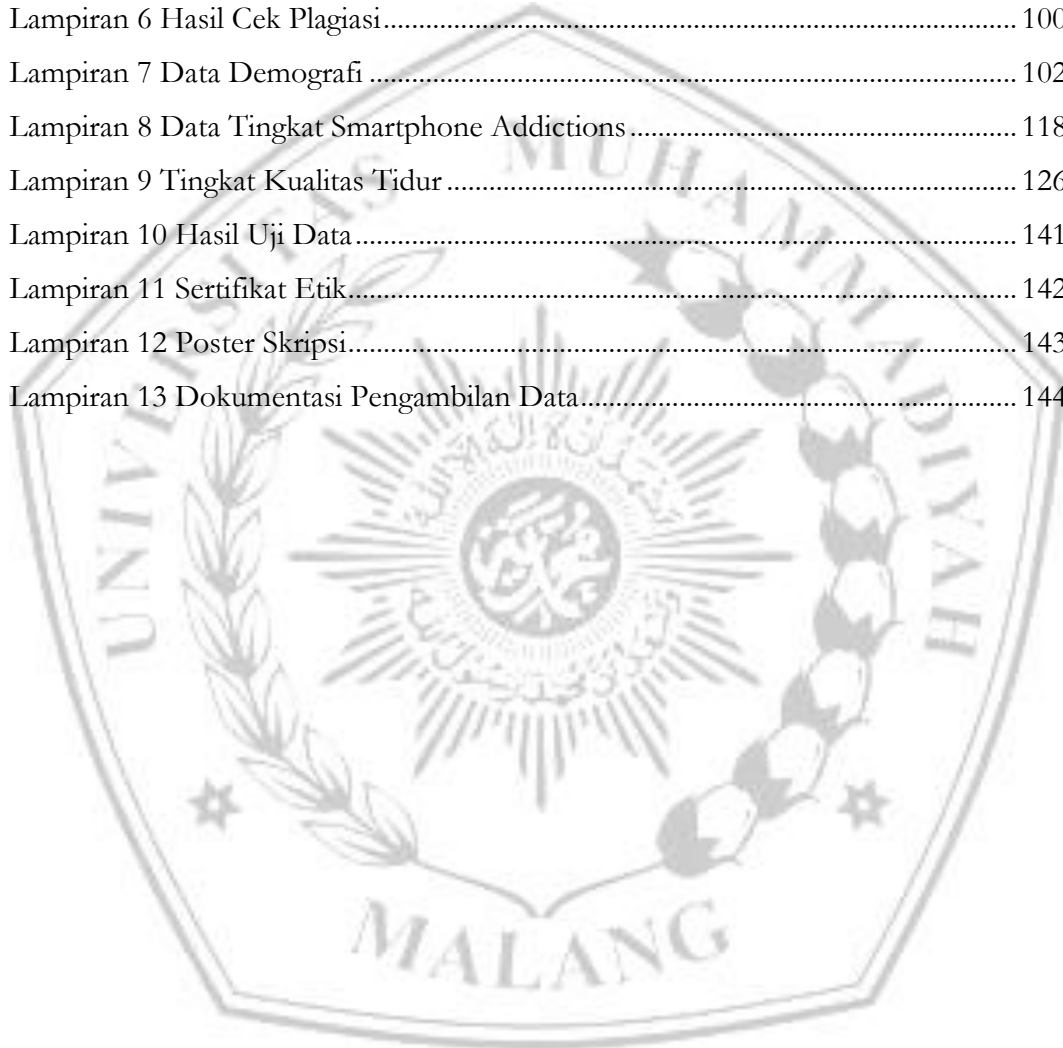 Lampiran 6 Hasil Cek Plagiasi.......................................................................................................... 100
Lampiran 7 Data Demografi ............................................................................................................ 102
Lampiran 8 Data Tingkat Smartphone Addictions ................................................................ 118
Lampiran 9 Tingkat Kualitas Tidur ............................................................................................... 126
Lampiran 10 Hasil Uji Data.............................................................................................................. 141
Lampiran 11 Sertifikat Etik................................................................................................................ 142
Lampiran 12 Poster Skripsi................................................................................................................ 143
Lampiran 13 Dokumentasi Pengambilan Data......................................................................... 144
UNIVERSITAS MUHAMMADIYAH
MALANG